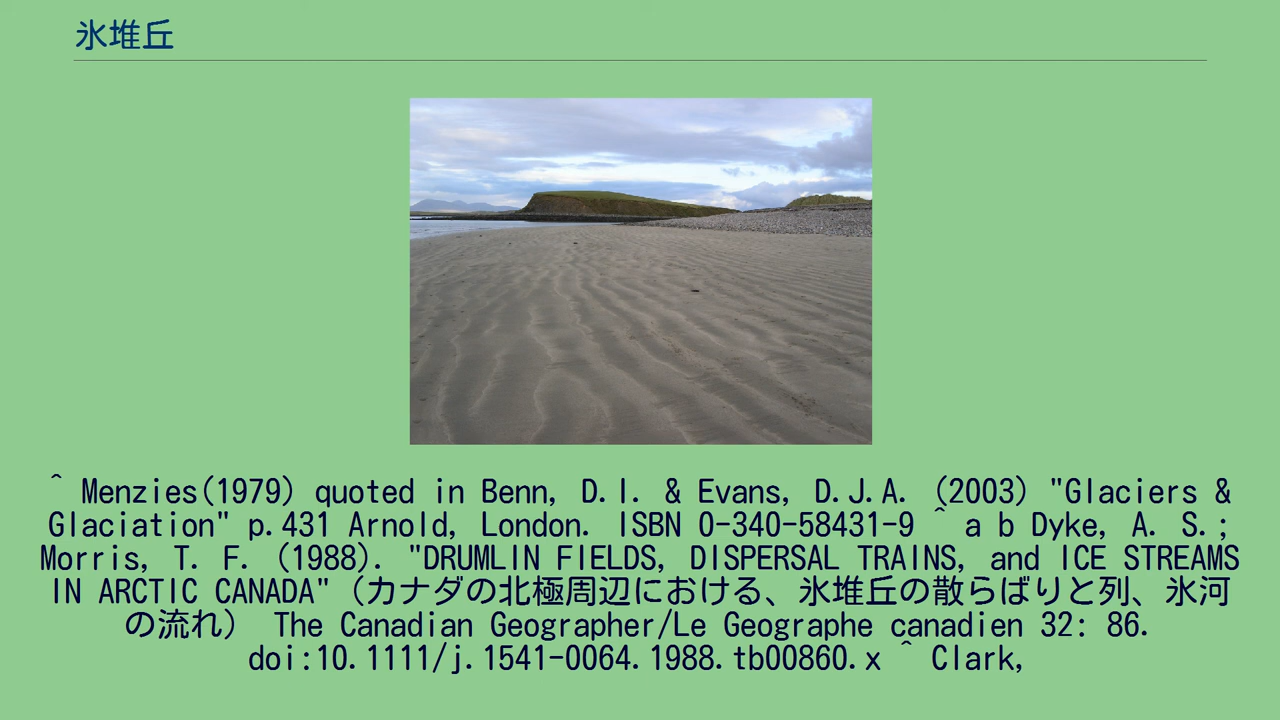 氷堆丘
^ Menzies(1979) quoted in Benn, D.I. & Evans, D.J.A. (2003) "Glaciers &
Glaciation" p.431 Arnold, London. ISBN 0-340-58431-9 ^ a b Dyke, A. S.;
Morris, T. F. (1988). "DRUMLIN FIELDS, DISPERSAL TRAINS, and ICE STREAMS
IN ARCTIC CANADA"（カナダの北極周辺における、氷堆丘の散らばりと列、氷河
の流れ） The Canadian Geographer/Le Geographe canadien 32: 86.
doi:10.1111/j.1541-0064.1988.tb00860.x ^ Clark,